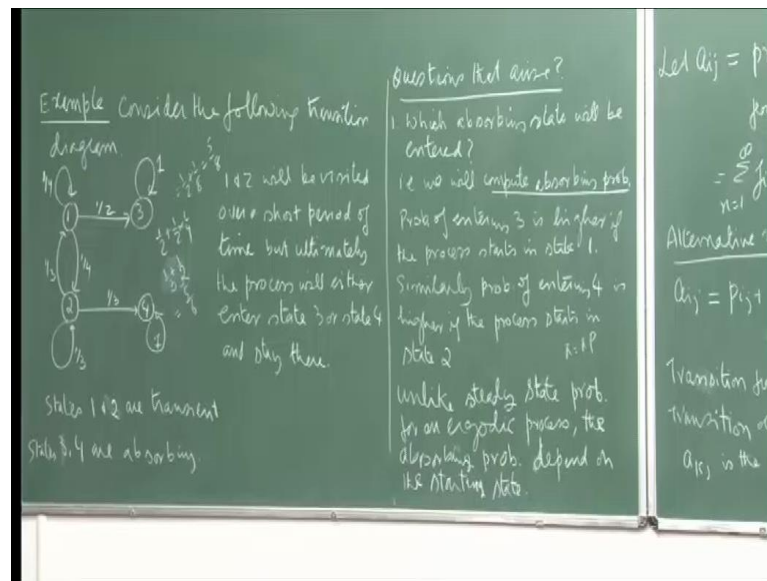 Example Consider the following transition
diagram.
1/4
1
1
1/2
3
1/3
1/4
2
1/3
4
1/3
1
1 & 2 will be visited
over a short period of
time but ultimately
the process will either
enter state 3 or state 4
and stay there.
States 1 & 2 are transient
States 3, 4 are absorbing
Questions that arise?
1. Which absorbing state will be
entered?
i.e. we will compute absorbing prob.
Prob of entering 3 is higher if
the process starts in state 1.
Similarly prob. of entering 4 is
higher if the process starts in
state 2
unlike steady state prob.
for an ergodic process, the
absorbing prob. depend on
the starting state.
Let aij =
= ∑
n=1
∞
Alternative
aij = pij +
Transition
Transition
is the